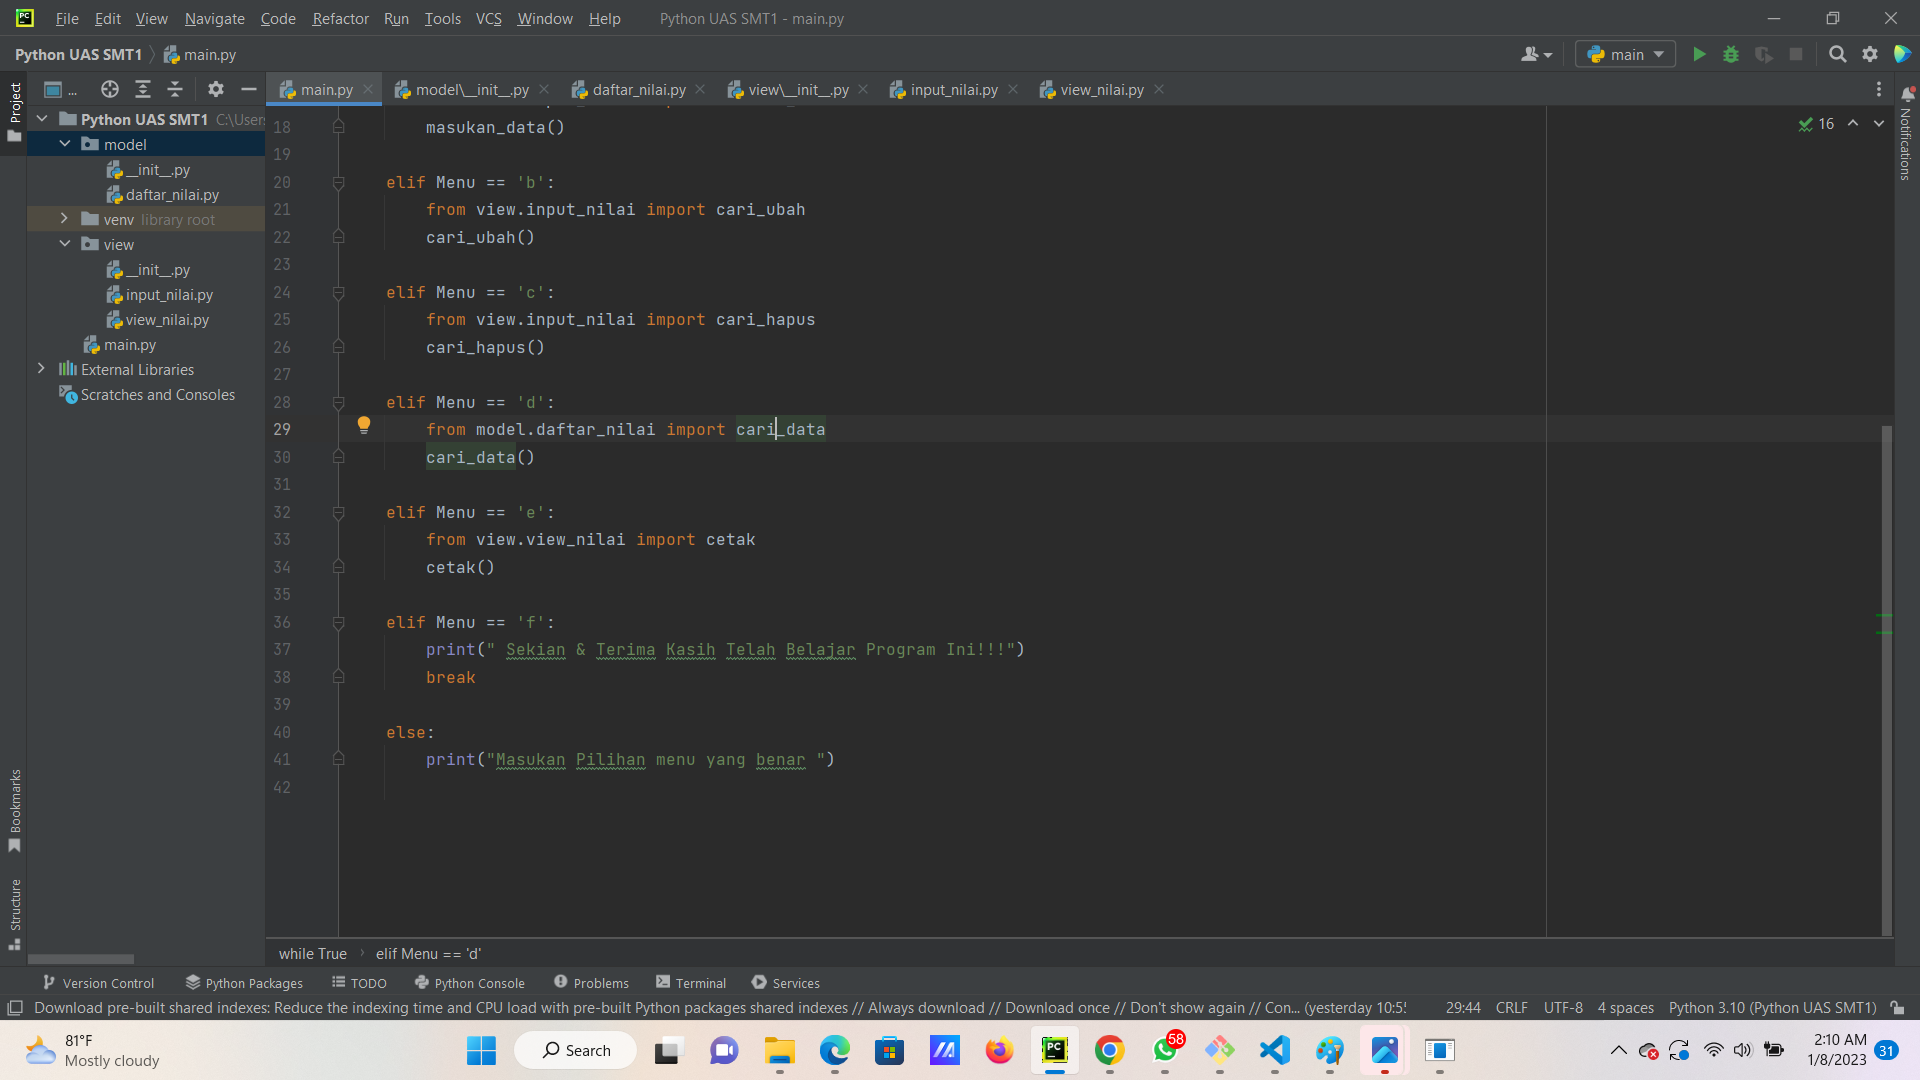 File Edit View Navigate Code Refactor Run Tools VCS Window Help Python UAS SMT1 - main.py
Python UAS SMT1 main.py main
Project
...
main.py model\__init__.py daftar_nilai.py view\__init__.py input_nilai.py view_nilai.py
Notifications
Python UAS SMT1 C:\Users
model
__init__.py
daftar_nilai.py
venv library root
view
__init__.py
input_nilai.py
view_nilai.py
main.py
External Libraries
Scratches and Consoles
16
18 masukan_data()
19
20 elif Menu == 'b':
21 from view.input_nilai import cari_ubah
22 cari_ubah()
23
24 elif Menu == 'c':
25 from view.input_nilai import cari_hapus
26 cari_hapus()
27
28 elif Menu == 'd':
29 from model.daftar_nilai import cari_data
30 cari_data()
31
32 elif Menu == 'e':
33 from view.view_nilai import cetak
34 cetak()
35
36 elif Menu == 'f':
37 print(" Sekian & Terima Kasih Telah Belajar Program Ini!!!")
38 break
39
40 else:
41 print("Masukan Pilihan menu yang benar ")
42
Bookmarks
Structure
while True elif Menu == 'd'
Version Control Python Packages TODO Python Console Problems Terminal Services
Download pre-built shared indexes: Reduce the indexing time and CPU load with pre-built Python packages shared indexes // Always download // Download once // Don't show again // Con... (yesterday 10:55 29:44 CRLF UTF-8 4 spaces Python 3.10 (Python UAS SMT1)
81°F
Mostly cloudy
Search
PC
58
2:10 AM
1/8/2023
31